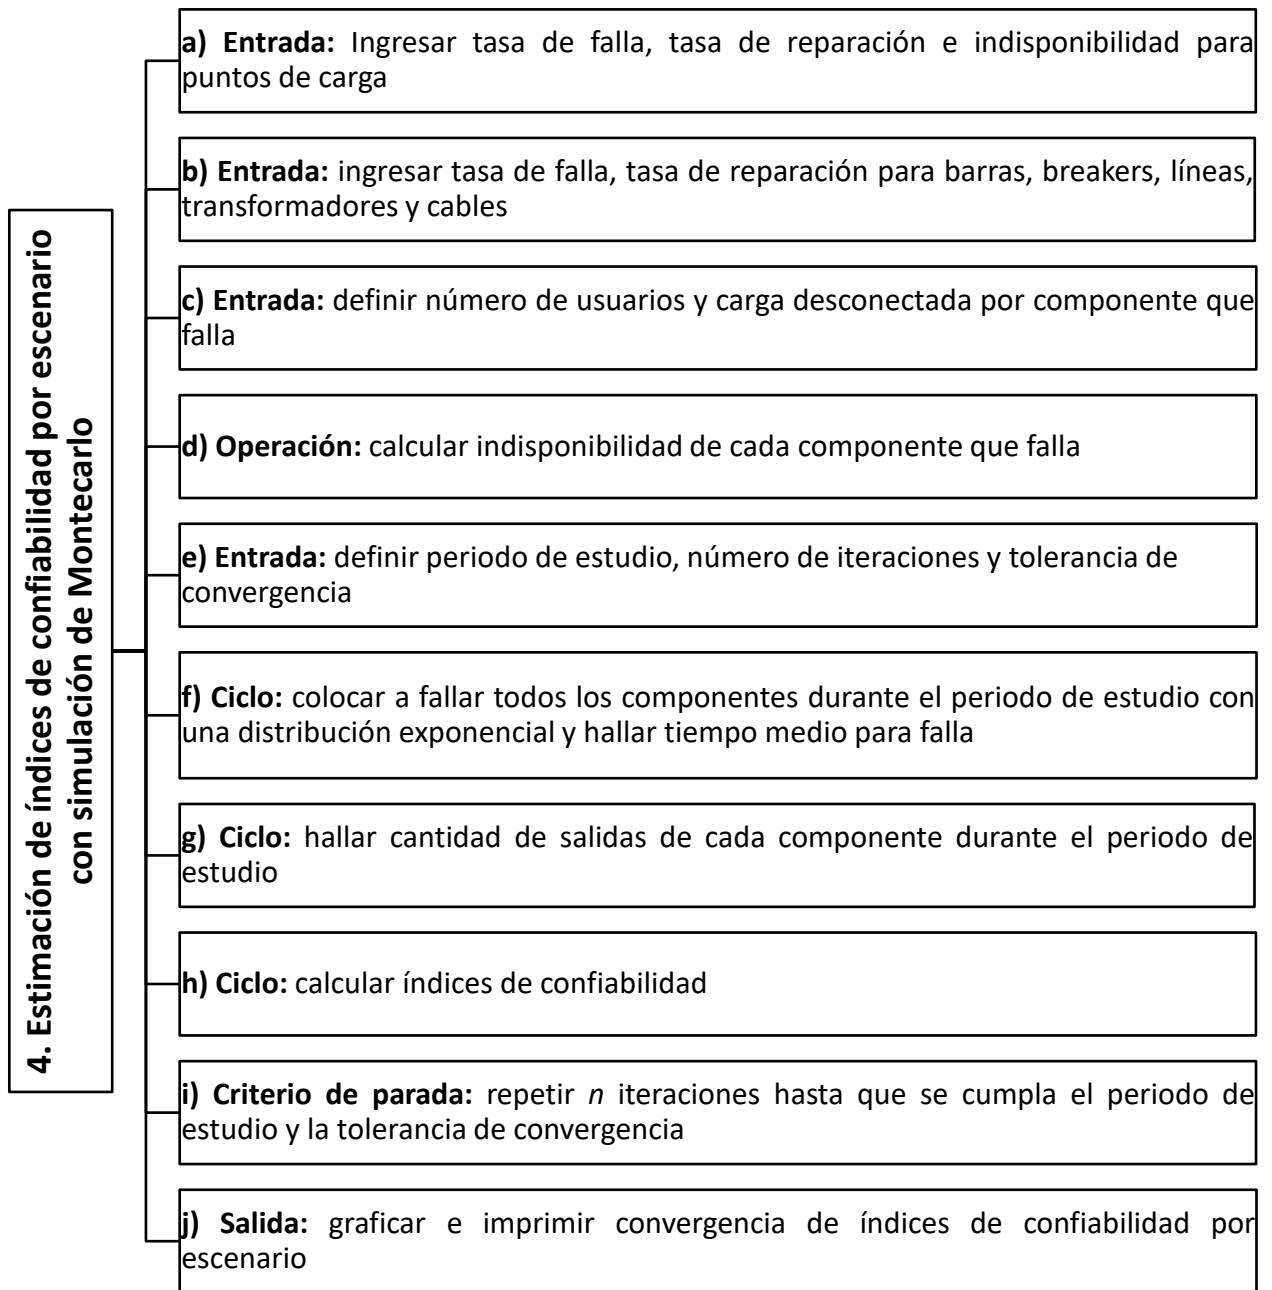 4. Estimación de índices de confiabilidad por escenario
con simulación de Montecarlo
a) Entrada: Ingresar tasa de falla, tasa de reparación e indisponibilidad para
puntos de carga
b) Entrada: ingresar tasa de falla, tasa de reparación para barras, breakers, líneas,
transformadores y cables
c) Entrada: definir número de usuarios y carga desconectada por componente que
falla
d) Operación: calcular indisponibilidad de cada componente que falla
e) Entrada: definir periodo de estudio, número de iteraciones y tolerancia de
convergencia
f) Ciclo: colocar a fallar todos los componentes durante el periodo de estudio con
una distribución exponencial y hallar tiempo medio para falla
g) Ciclo: hallar cantidad de salidas de cada componente durante el periodo de
estudio
h) Ciclo: calcular índices de confiabilidad
i) Criterio de parada: repetir n iteraciones hasta que se cumpla el periodo de
estudio y la tolerancia de convergencia
j) Salida: graficar e imprimir convergencia de índices de confiabilidad por
escenario